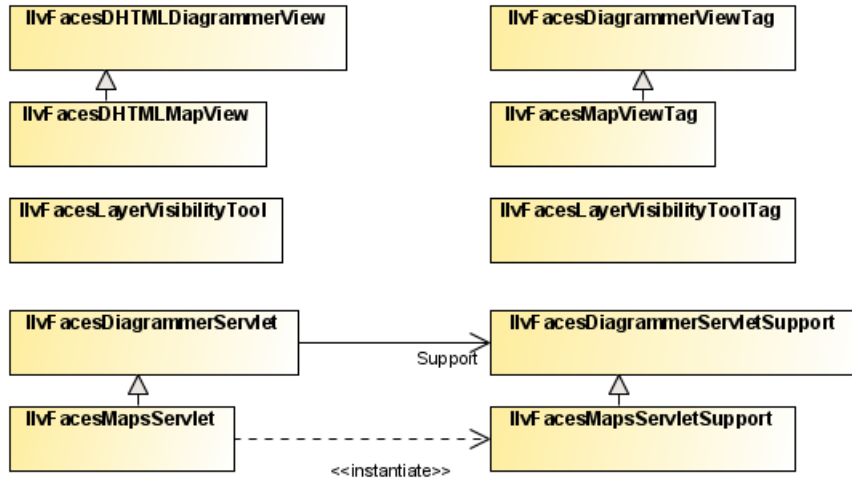 IlvFacesDHTMLDiagrammerView
IlvFacesDiagrammerViewTag
IlvFacesDHTMLMapView
IlvFacesMapViewTag
IlvFacesLayerVisibilityTool
IlvFacesLayerVisibilityToolTag
IlvFacesDiagrammerServlet
IlvFacesDiagrammerServletSupport
Support
IlvFacesMapsServlet
IlvFacesMapsServletSupport
<<instantiate>>